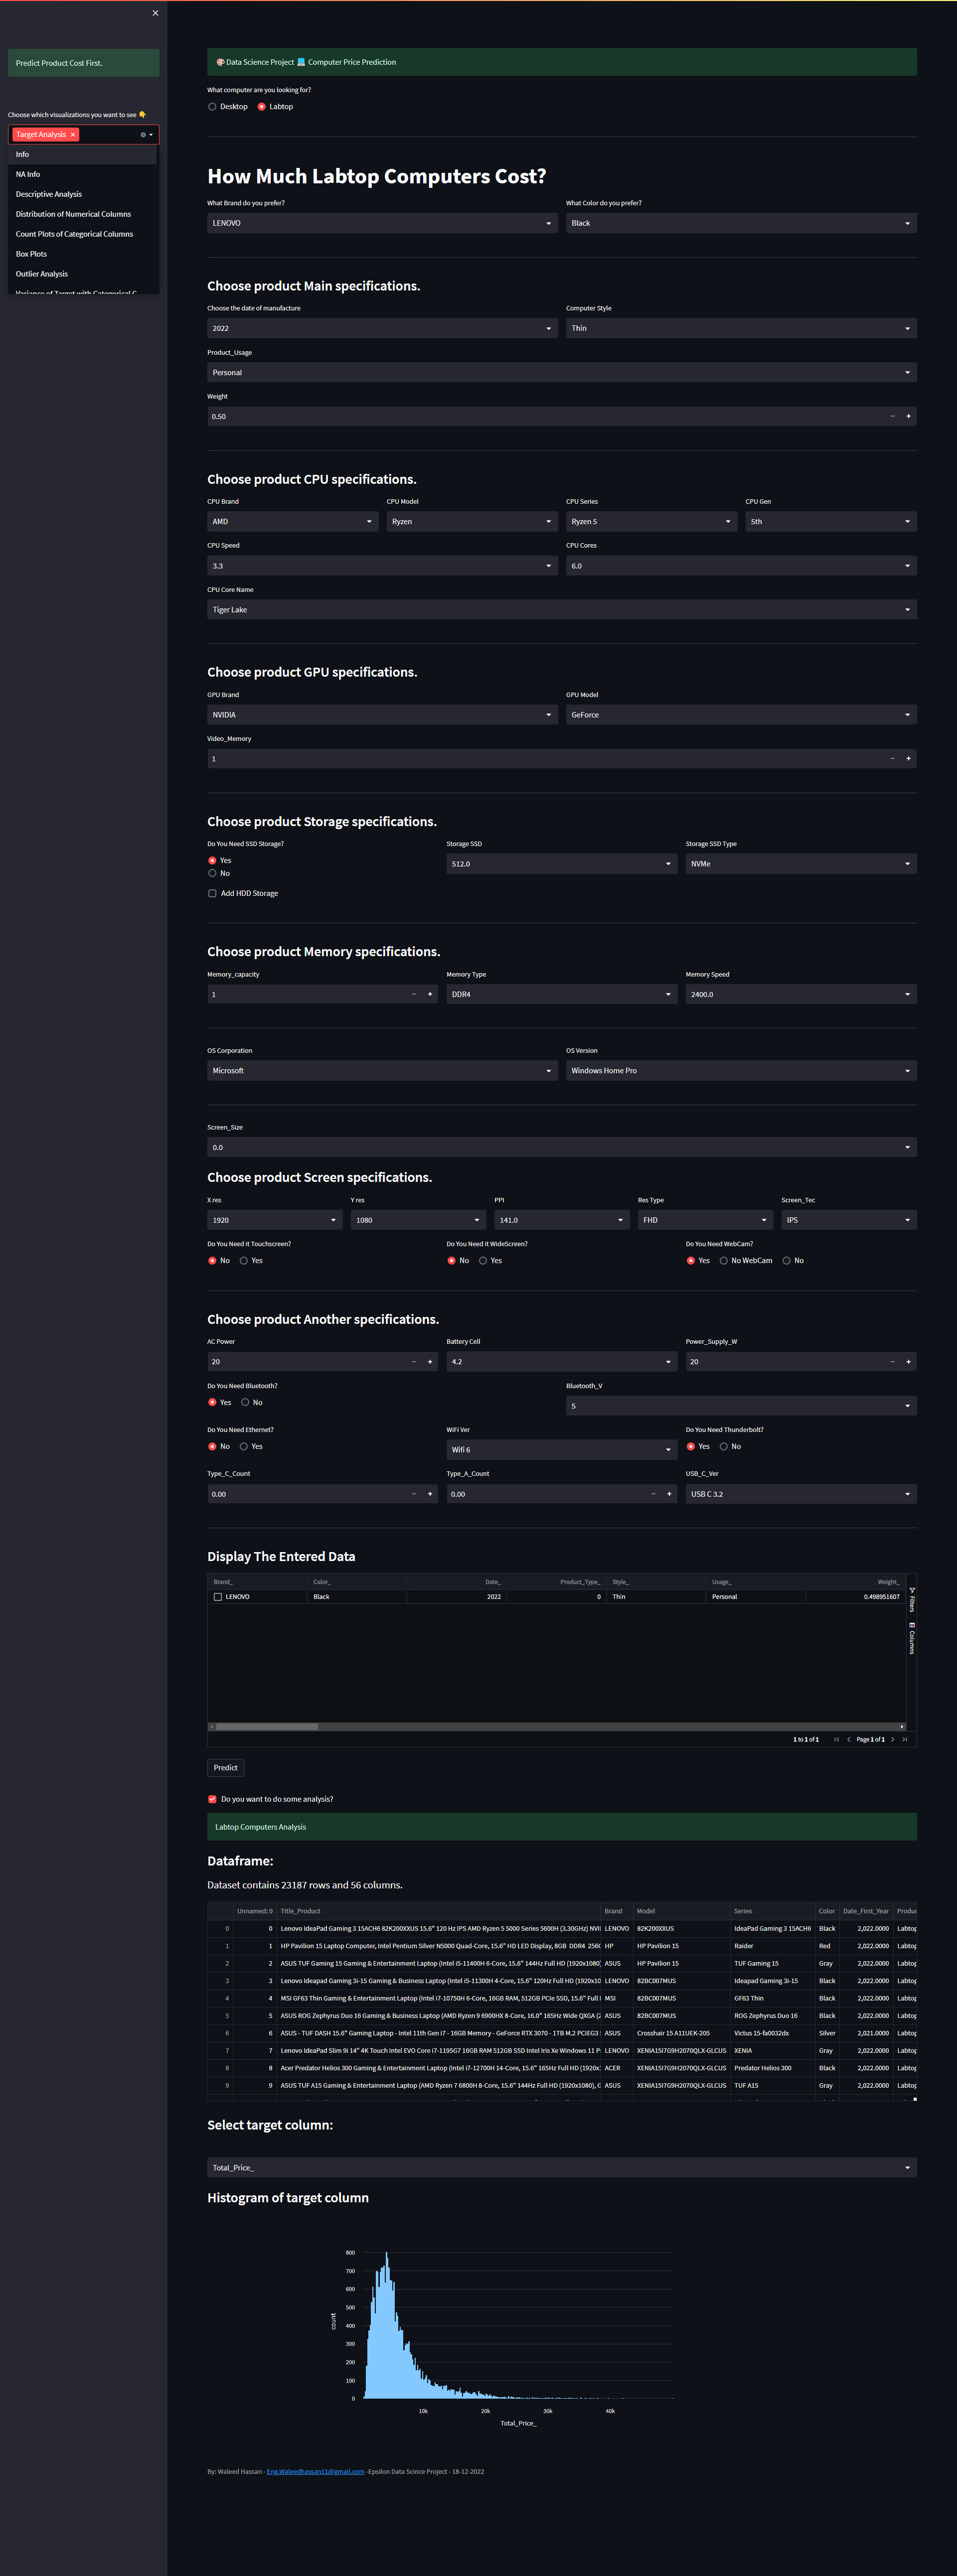 Predict Product Cost First.
Choose which visualizations you want to see 👇
Target Analysis
Info
NA Info
Descriptive Analysis
Distribution of Numerical Columns
Count Plots of Categorical Columns
Box Plots
Outlier Analysis
Variance of Target with Categorical C
🎯 Data Science Project 💻 Computer Price Prediction
What computer are you looking for?
Desktop Labtop
How Much Labtop Computers Cost?
What Brand do you prefer? What Color do you prefer?
LENOVO Black
Choose product Main specifications.
Choose the date of manufacture Computer Style
2022 Thin
Product_Usage
Personal
Weight
0.50 − +
Choose product CPU specifications.
CPU Brand CPU Model CPU Series CPU Gen
AMD Ryzen Ryzen 5 5th
CPU Speed CPU Cores
3.3 6.0
CPU Core Name
Tiger Lake
Choose product GPU specifications.
GPU Brand GPU Model
NVIDIA GeForce
Video_Memory
1 − +
Choose product Storage specifications.
Do You Need SSD Storage? Storage SSD Storage SSD Type
Yes 512.0 NVMe
No
Add HDD Storage
Choose product Memory specifications.
Memory_capacity Memory Type Memory Speed
1 − + DDR4 2400.0
OS Corporation OS Version
Microsoft Windows Home Pro
Screen_Size
0.0
Choose product Screen specifications.
X res Y res PPI Res Type Screen_Tec
1920 1080 141.0 FHD IPS
Do You Need it Touchscreen? Do You Need it WideScreen? Do You Need WebCam?
No Yes No Yes Yes No WebCam No
Choose product Another specifications.
AC Power Battery Cell Power_Supply_W
20 − + 4.2 20 − +
Do You Need Bluetooth? Bluetooth_V
Yes No 5
Do You Need Ethernet? WiFi Ver Do You Need Thunderbolt?
No Yes Wifi 6 Yes No
Type_C_Count Type_A_Count USB_C_Ver
0.00 − + 0.00 − + USB C 3.2
Display The Entered Data
Brand_ Color_ Date_ Product_Type_ Style_ Usage_ Weight_
LENOVO Black 2022 0 Thin Personal 0.498951607
Filters
Columns
1 to 1 of 1 Page 1 of 1
Predict
Do you want to do some analysis?
Labtop Computers Analysis
Dataframe:
Dataset contains 23187 rows and 56 columns.
Unnamed: 0 Title_Product Brand Model Series Color Date_First_Year Produc
0 0 Lenovo IdeaPad Gaming 3 15ACH6 82K200XXUS 15.6" 120 Hz IPS AMD Ryzen 5 5000 Series 5600H (3.30GHz) NVI LENOVO 82K200XXUS IdeaPad Gaming 3 15ACH6 Black 2,022.0000 Labtop
1 1 HP Pavilion 15 Laptop Computer, Intel Pentium Silver N5000 Quad-Core, 15.6" HD LED Display, 8GB DDR4 256G HP HP Pavilion 15 Raider Red 2,022.0000 Labtop
2 2 ASUS TUF Gaming 15 Gaming & Entertainment Laptop (Intel i5-11400H 6-Core, 15.6" 144Hz Full HD (1920x1080) ASUS HP Pavilion 15 TUF Gaming 15 Gray 2,022.0000 Labtop
3 3 Lenovo Ideapad Gaming 3i-15 Gaming & Business Laptop (Intel i5-11300H 4-Core, 15.6" 120Hz Full HD (1920x10 LENOVO 82BC007MUS Ideapad Gaming 3i-15 Black 2,022.0000 Labtop
4 4 MSI GF63 Thin Gaming & Entertainment Laptop (Intel i7-10750H 6-Core, 16GB RAM, 512GB PCIe SSD, 15.6" Full MSI 82BC007MUS GF63 Thin Black 2,022.0000 Labtop
5 5 ASUS ROG Zephyrus Duo 16 Gaming & Business Laptop (AMD Ryzen 9 6900HX 8-Core, 16.0" 165Hz Wide QXGA ASUS 82BC007MUS ROG Zephyrus Duo 16 Black 2,022.0000 Labtop
6 6 ASUS - TUF DASH 15.6" Gaming Laptop - Intel 11th Gen i7 - 16GB Memory - GeForce RTX 3070 - 1TB M.2 PCIEG3 ASUS Crosshair 15 A11UEK-205 Victus 15-fa0032dx Silver 2,021.0000 Labtop
7 7 Lenovo IdeaPad Slim 9i 14" 4K Touch Intel EVO Core i7-1195G7 16GB RAM 512GB SSD Intel Iris Xe Windows 11 P LENOVO XENIA15I7G9H2070QLX-GLCUS XENIA Gray 2,022.0000 Labtop
8 8 Acer Predator Helios 300 Gaming & Entertainment Laptop (Intel i7-12700H 14-Core, 15.6" 165Hz Full HD (1920x ACER XENIA15I7G9H2070QLX-GLCUS Predator Helios 300 Black 2,022.0000 Labtop
9 9 ASUS TUF A15 Gaming & Entertainment Laptop (AMD Ryzen 7 6800H 8-Core, 15.6" 144Hz Full HD (1920x1080), G ASUS XENIA15I7G9H2070QLX-GLCUS TUF A15 Gray 2,022.0000 Labtop
Select target column:
Total_Price_
Histogram of target column
800
700
600
500
400
300
200
100
0
count
10k 20k 30k 40k
Total_Price_
By: Waleed Hassan - Eng.Waleedhassan11@gmail.com -Epsilon Data Scince Project - 18-12-2022